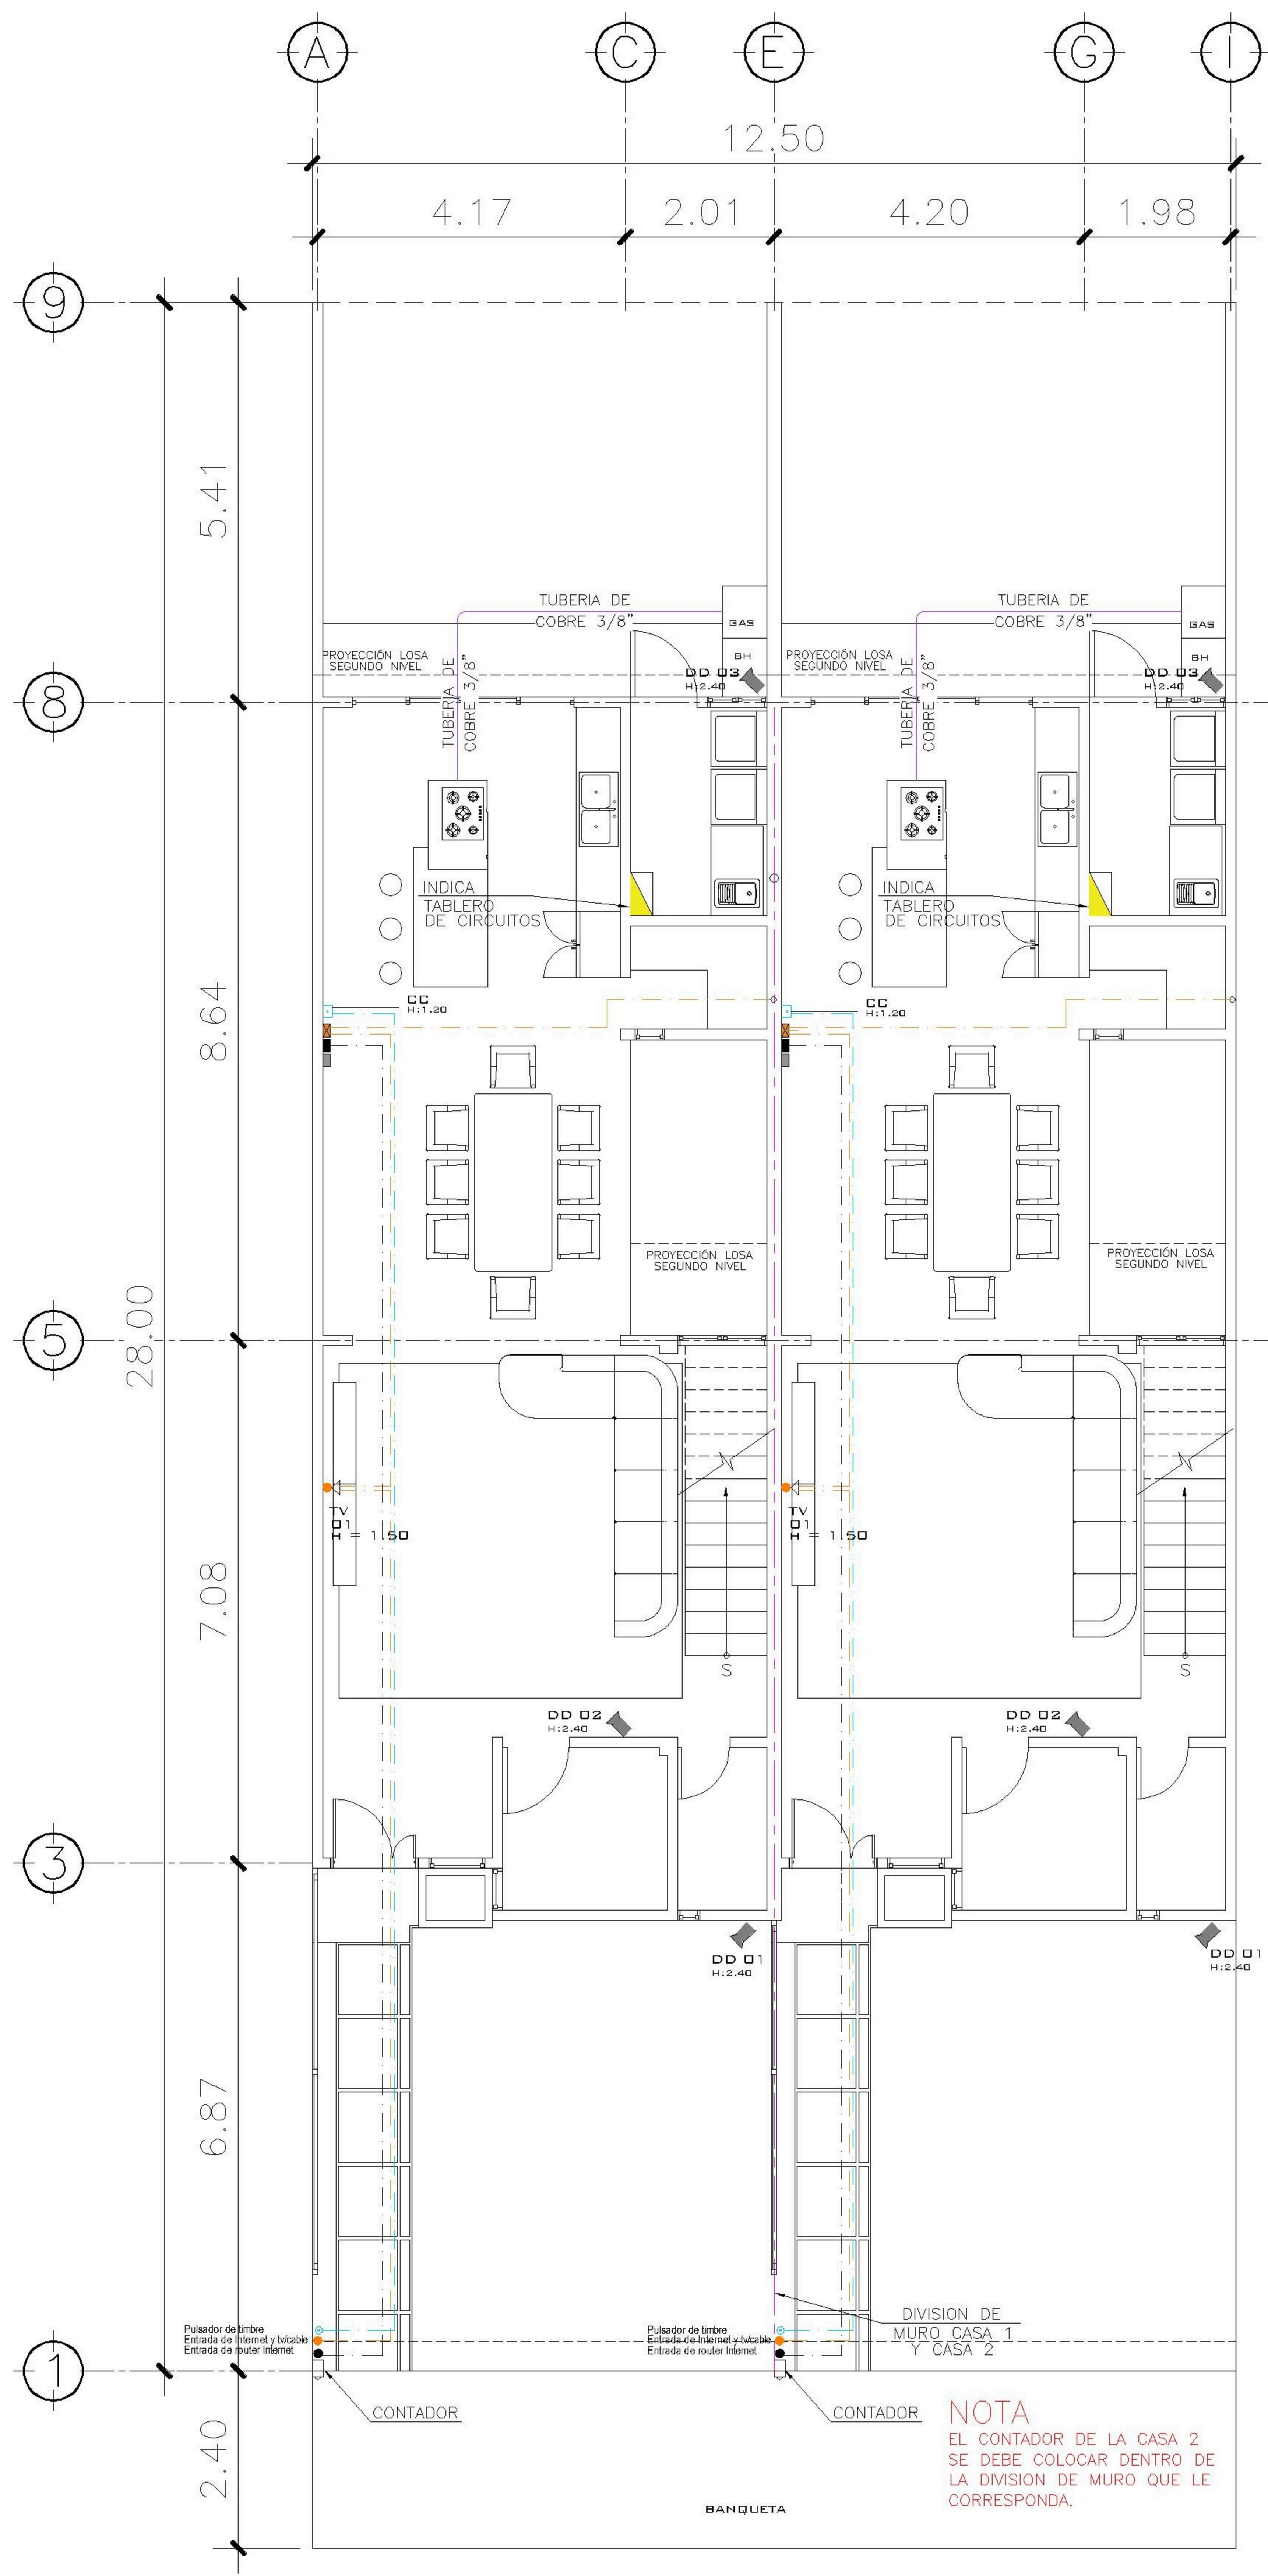 A C E G I
12.50
4.17 2.01 4.20 1.98
9
5.41
TUBERIA DE
COBRE 3/8"
GAS
TUBERIA DE
COBRE 3/8"
GAS
PROYECCIÓN LOSA
SEGUNDO NIVEL
TUBERIA DE
COBRE 3/8"
BH
DD 03
H:2.40
PROYECCIÓN LOSA
SEGUNDO NIVEL
TUBERIA DE
COBRE 3/8"
BH
DD 03
H:2.40
8
INDICA
TABLERO
DE CIRCUITOS
INDICA
TABLERO
DE CIRCUITOS
8.64
CC
H:1.20
CC
H:1.20
PROYECCIÓN LOSA
SEGUNDO NIVEL
PROYECCIÓN LOSA
SEGUNDO NIVEL
28.00
5
TV
01
H = 1.50
TV
01
H = 1.50
7.08
S
S
DD 02
H:2.40
DD 02
H:2.40
3
DD 01
H:2.40
DD 01
H:2.40
6.87
Pulsador de timbre
Entrada de Internet y tv/cable
Entrada de router Internet
Pulsador de timbre
Entrada de Internet y tv/cable
Entrada de router Internet
DIVISION DE
MURO CASA 1
Y CASA 2
1
CONTADOR
CONTADOR
2.40
NOTA
EL CONTADOR DE LA CASA 2
SE DEBE COLOCAR DENTRO DE
LA DIVISION DE MURO QUE LE
CORRESPONDA.
BANQUETA